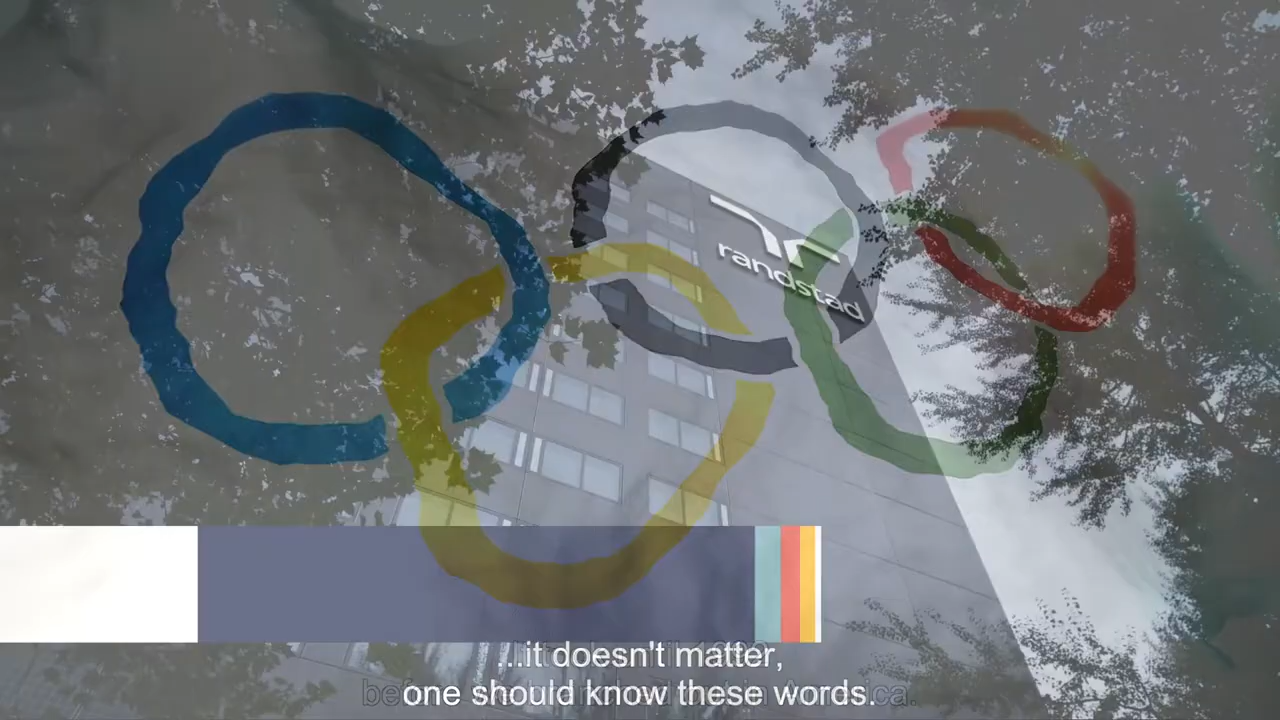 randstad
...it doesn't matter,
one should know these words.